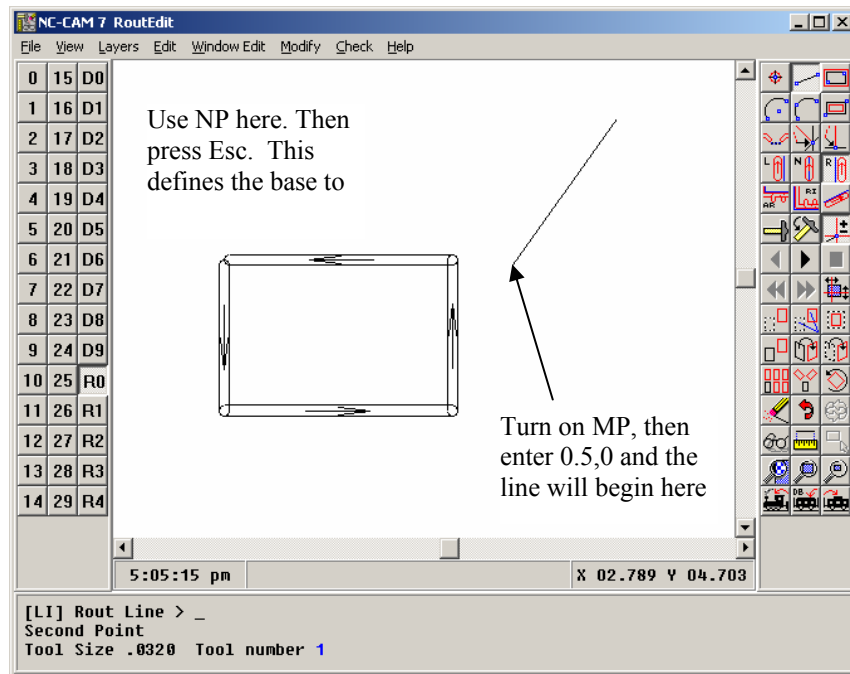 NC-CAM 7 RoutEdit
File View Layers Edit Window Edit Modify Check Help
0 15 D0
1 16 D1
2 17 D2
3 18 D3
4 19 D4
5 20 D5
6 21 D6
7 22 D7
8 23 D8
9 24 D9
10 25 R0
11 26 R1
12 27 R2
13 28 R3
14 29 R4
Use NP here. Then
press Esc. This
defines the base to
Turn on MP, then
enter 0.5,0 and the
line will begin here
L N R
AR RI
DB
5:05:15 pm
X 02.789 Y 04.703
[LI] Rout Line > _
Second Point
Tool Size .0320 Tool number 1